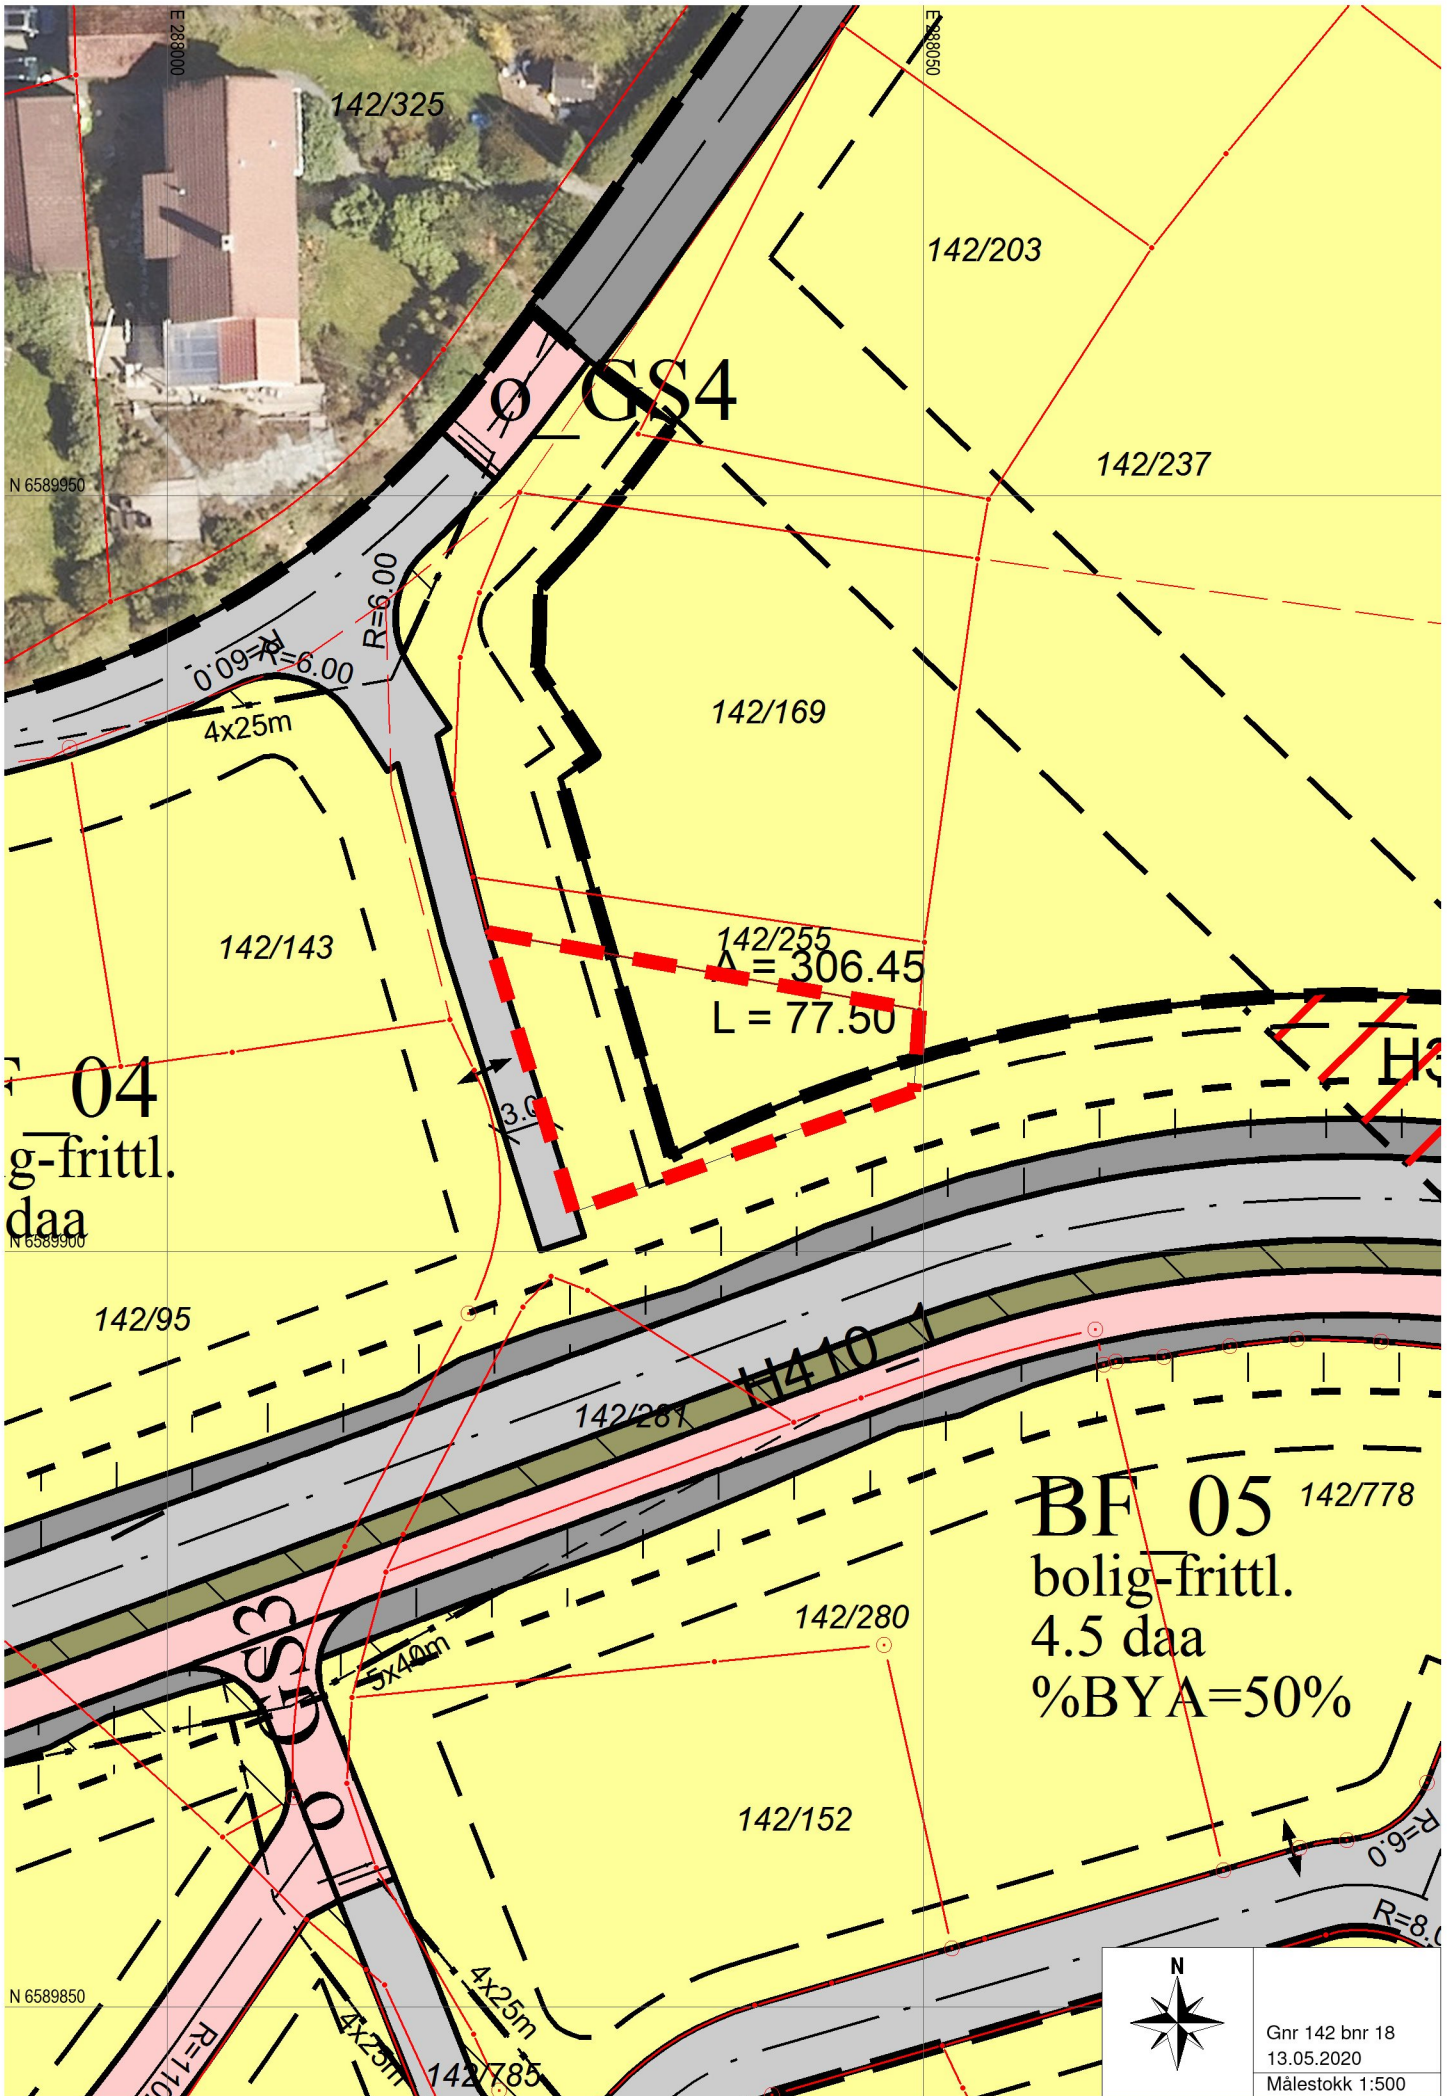 E 288000
E 288050
142/325
142/203
o_GS4
142/237
N 6589950
R=6.00
R=60.0
R=6.00
4x25m
142/169
142/143
142/255
A = 306.45
L = 77.50
04
H3
3.0
g-frittl.
daa
N 6589900
142/95
H410_1
142/281
BF_05
142/778
bolig-frittl.
4.5 daa
%BYA=50%
142/280
5x40m
o_GS3
142/152
R=6.0
R=8.0
4x25m
4x25m
N 6589850
R=110
142/785
N
Gnr 142 bnr 18
13.05.2020
Målestokk 1:500